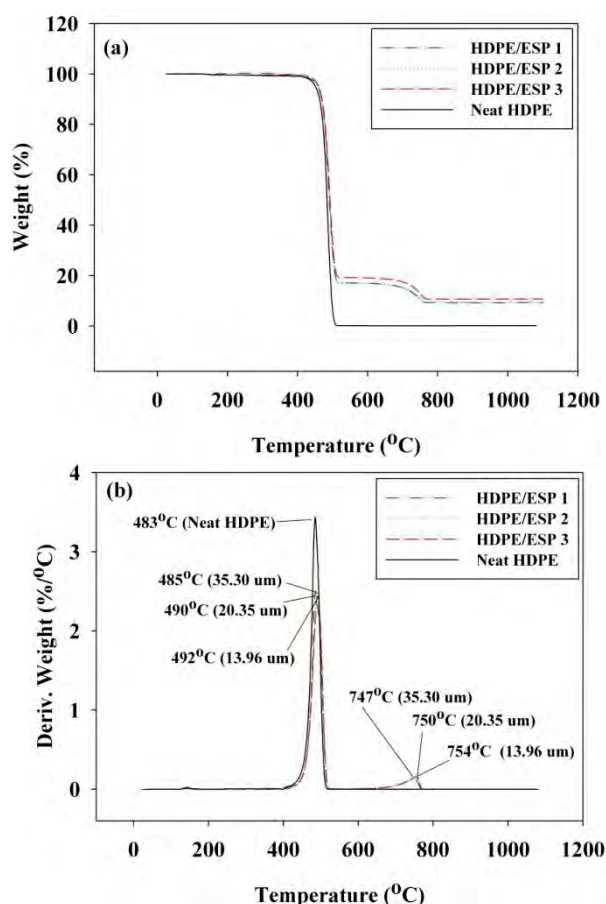 (a)
HDPE/ESP 1
HDPE/ESP 2
HDPE/ESP 3
Neat HDPE
Weight (%)
120
100
80
60
40
20
0
0 200 400 600 800 1000 1200
Temperature (⁰C)
(b)
HDPE/ESP 1
HDPE/ESP 2
HDPE/ESP 3
Neat HDPE
Deriv. Weight (%/⁰C)
4
3
2
1
0
483⁰C (Neat HDPE)
485⁰C (35.30 um)
490⁰C (20.35 um)
492⁰C (13.96 um)
747⁰C (35.30 um)
750⁰C (20.35 um)
754⁰C (13.96 um)
0 200 400 600 800 1000 1200
Temperature (⁰C)